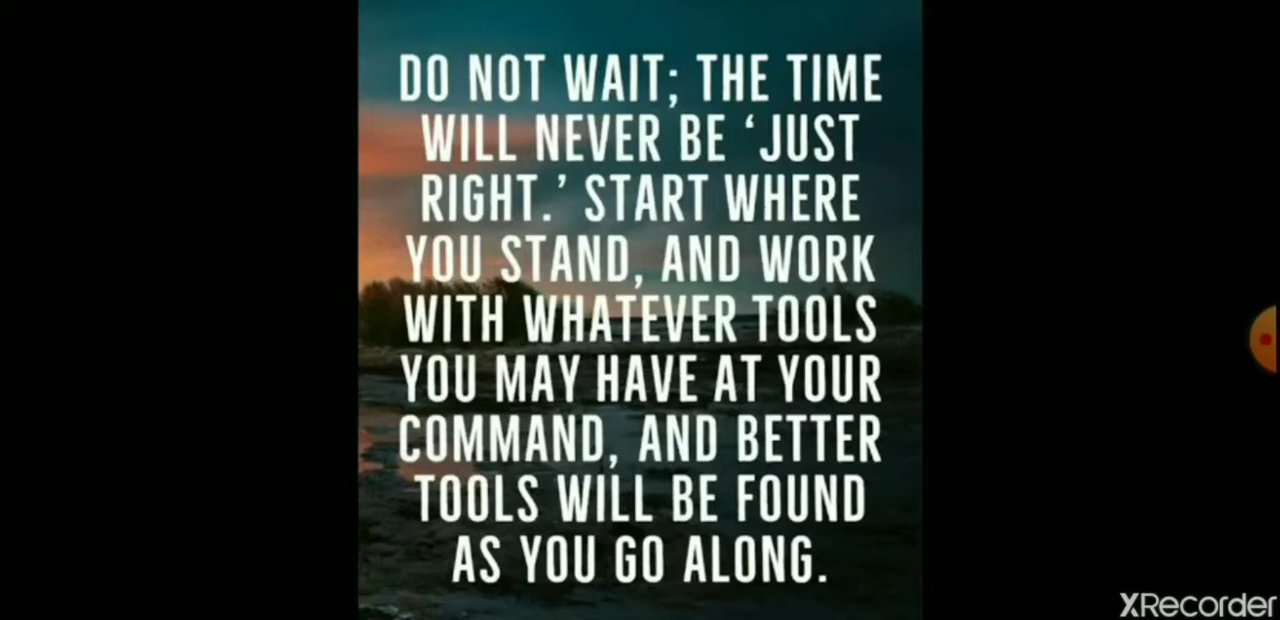 DO NOT WAIT; THE TIME
WILL NEVER BE ‘JUST
RIGHT.’ START WHERE
YOU STAND, AND WORK
WITH WHATEVER TOOLS
YOU MAY HAVE AT YOUR
COMMAND, AND BETTER
TOOLS WILL BE FOUND
AS YOU GO ALONG.
XRecorder